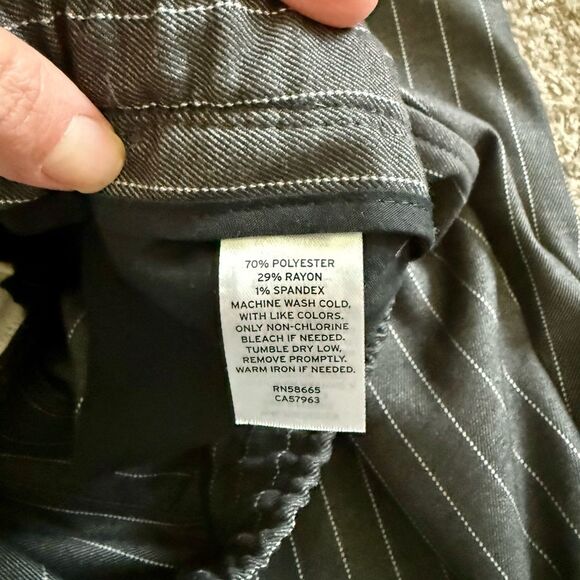 70% POLYESTER
29% RAYON
1% SPANDEX
MACHINE WASH COLD,
WITH LIKE COLORS.
ONLY NON-CHLORINE
BLEACH IF NEEDED.
TUMBLE DRY LOW,
REMOVE PROMPTLY.
WARM IRON IF NEEDED.
RN58665
CA57963